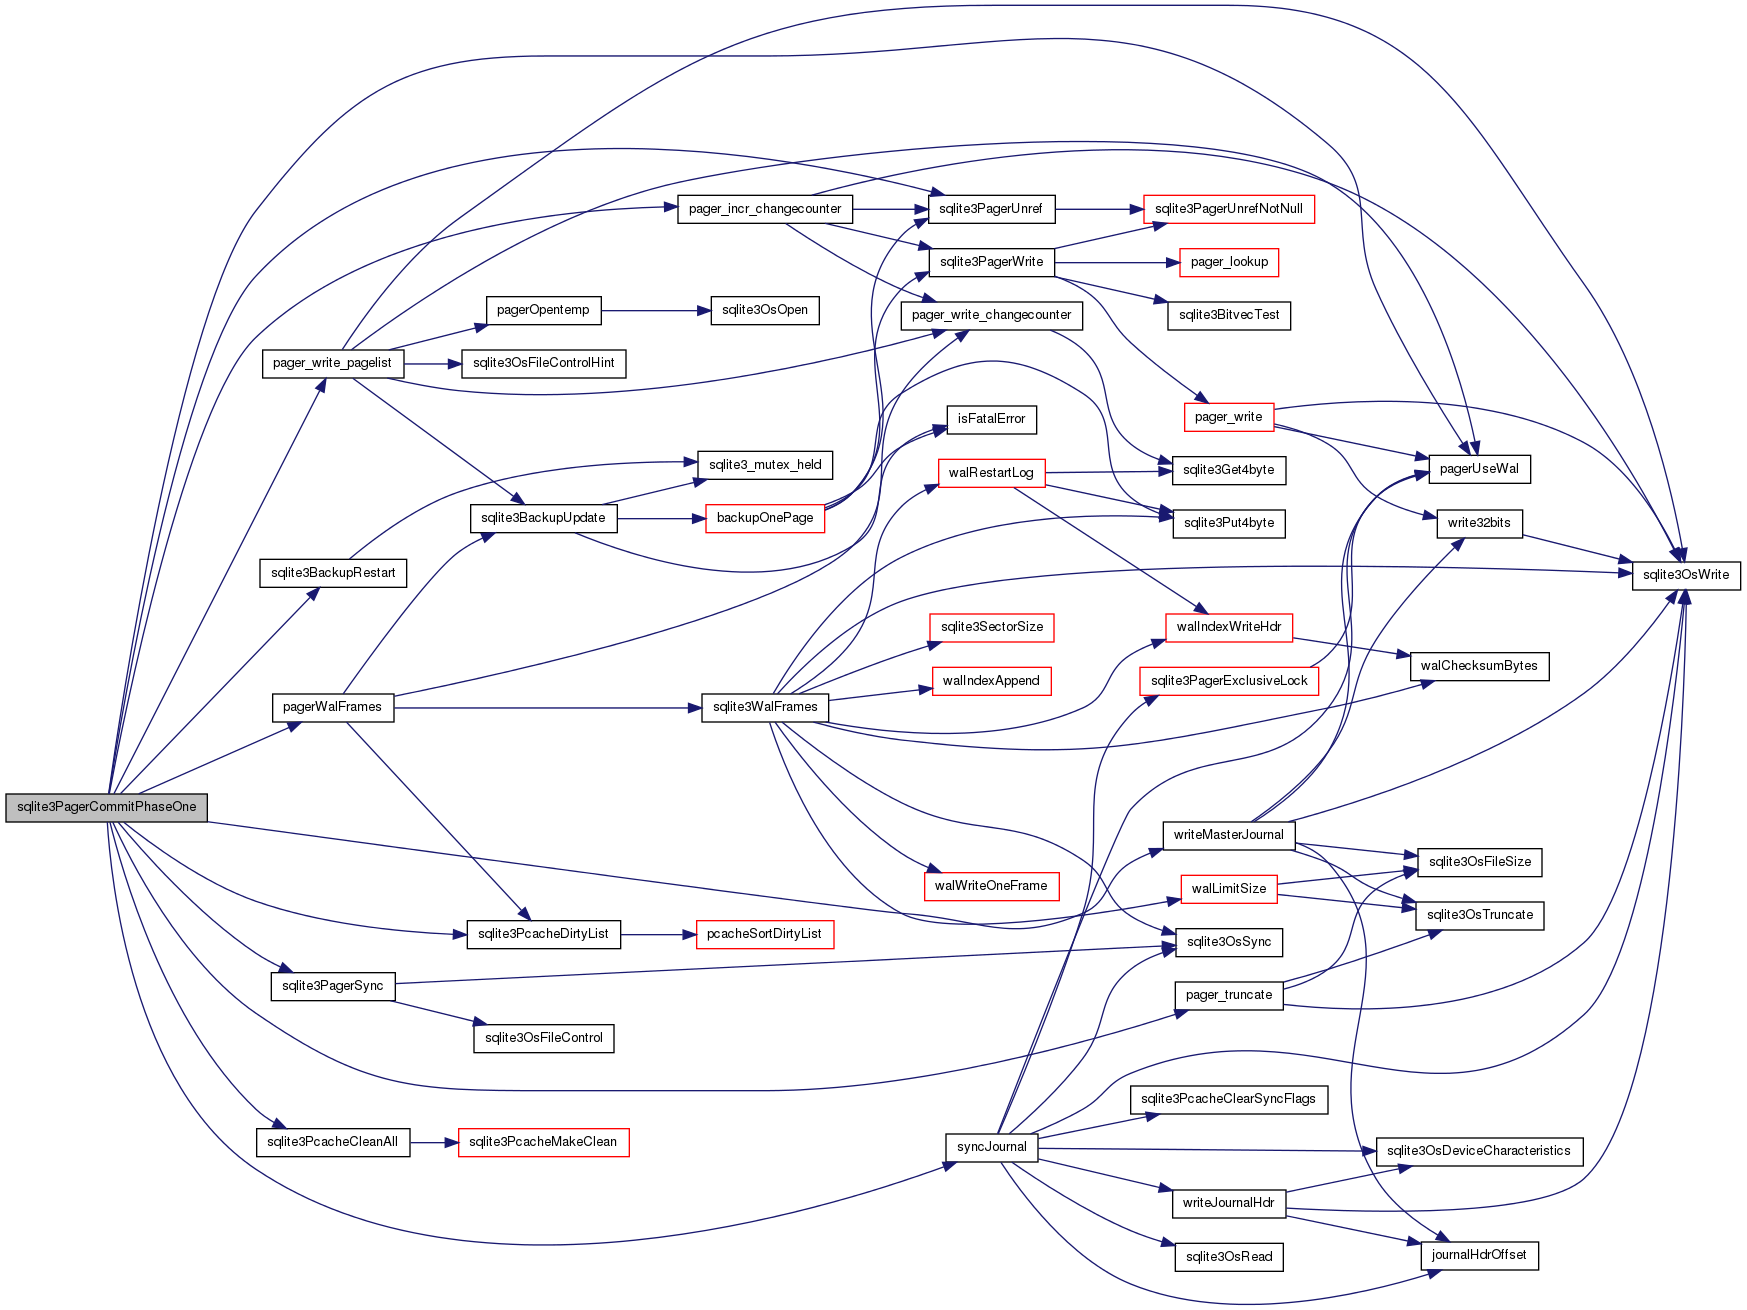 sqlite3PagerCommitPhaseOne
pager_write_pagelist
sqlite3BackupRestart
pagerWalFrames
sqlite3PagerSync
sqlite3PcacheCleanAll
pagerOpentemp
sqlite3OsFileControlHint
sqlite3BackupUpdate
sqlite3PcacheDirtyList
sqlite3OsFileControl
sqlite3PcacheMakeClean
pager_incr_changecounter
sqlite3OsOpen
sqlite3_mutex_held
backupOnePage
sqlite3WalFrames
pcacheSortDirtyList
sqlite3PagerUnref
sqlite3PagerWrite
pager_write_changecounter
isFatalError
walRestartLog
sqlite3SectorSize
walIndexAppend
walWriteOneFrame
syncJournal
sqlite3PagerUnrefNotNull
pager_lookup
sqlite3BitvecTest
pager_write
sqlite3Get4byte
sqlite3Put4byte
walIndexWriteHdr
sqlite3PagerExclusiveLock
writeMasterJournal
walLimitSize
sqlite3OsSync
pager_truncate
sqlite3PcacheClearSyncFlags
writeJournalHdr
sqlite3OsRead
pagerUseWal
write32bits
walChecksumBytes
sqlite3OsFileSize
sqlite3OsTruncate
sqlite3OsDeviceCharacteristics
journalHdrOffset
sqlite3OsWrite